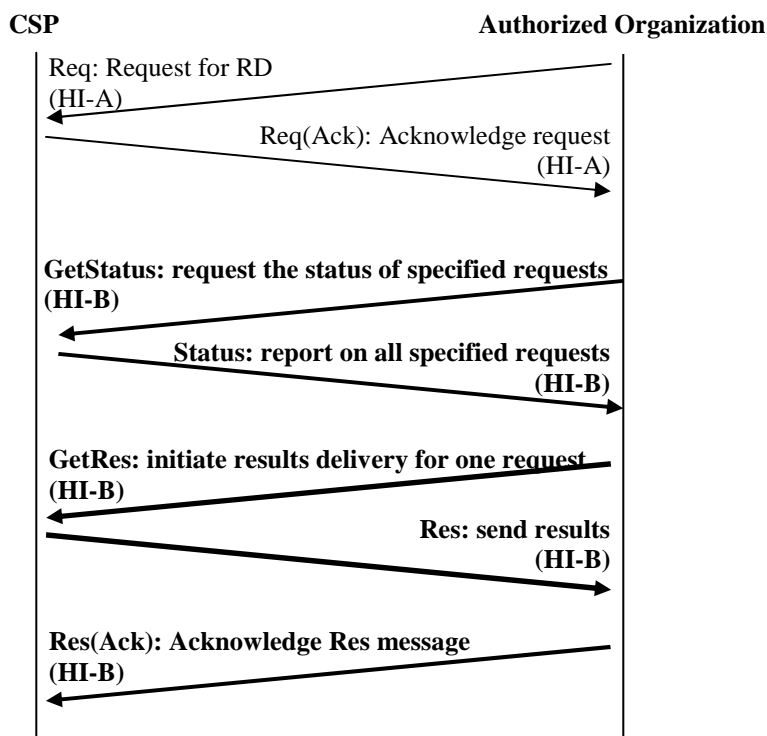 CSP
Authorized Organization
Req: Request for RD
(HI-A)
Req(Ack): Acknowledge request
(HI-A)
GetStatus: request the status of specified requests
(HI-B)
Status: report on all specified requests
(HI-B)
GetRes: initiate results delivery for one request
(HI-B)
Res: send results
(HI-B)
Res(Ack): Acknowledge Res message
(HI-B)